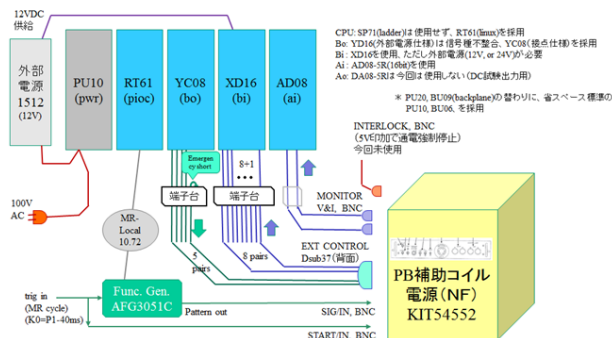 12VDC
供給
外部
電源
1512
(12V)
PU10
(pwr)
RT61
(pioc)
YC08
(bo)
XD16
(bi)
AD08
(ai)
CPU: SP71(ladder)は使用せず、RT61(linux)を採用
Bo: YD16(外部電源仕様)は信号種不整合、YC08(接点仕様)を採用
Bi : XD16を使用、ただし外部電源(12V, or 24V)が必要
Ai : AD08-5R(16bit)を使用
Ao: DA08-5Rは今回は使用しない(DC試験出力用)
* PU20, BU09(backplane)の替わりに、省スペース標準の
PU10, BU06, を採用
INTERLOCK, BNC
(5V印加で通電強制停止)
今回未使用
Emergen
cy short
8+1
•••
端子台
端子台
100V
AC
MR-
Local
10.72
MONITOR
V&I, BNC
EXT CONTROL
Dsub37(背面)
5
pairs
8 pairs
PB補助コイル
電源(NF)
KIT54552
trig in
(MR cycle)
(K0=P1-40ms)
Func. Gen.
AFG3051C
Pattern out
SIG/IN, BNC
START/IN, BNC